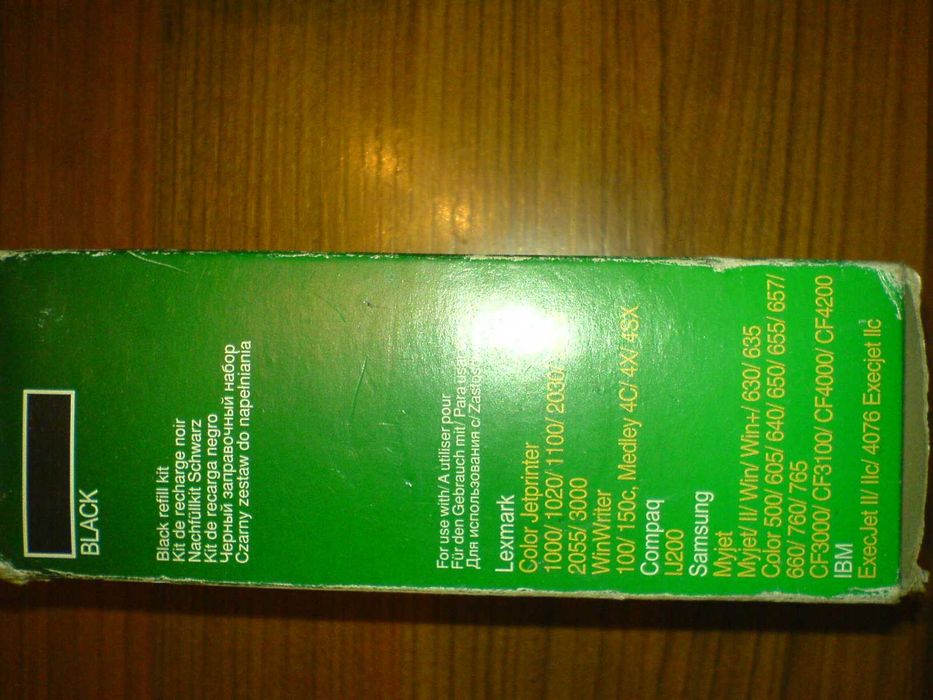 BLACK
Black refill kit
Kit de recharge noir
Nachfüllkit Schwarz
Kit de recarga negro
Черный заправочный набор
Czarny zestaw do napełniania
For use with/ A utiliser pour
Für den Gebrauch mit / Para
Для использования с/
Lexmark
Color Jetprinter
1000/ 1020/ 1100/ 2030/
2055/ 3000
WinWriter
100/ 150c, Medley/ 4C/ 4X/ 4SX
Compaq
IJ200
Samsung
Myjet
Myjet/ II/ Win/ Win+/ 630/ 635
Color 500/ 605/ 640/ 650/ 655/ 657/
660/ 760/ 765
CF3000/ CF3100/ CF4000/ CF4200
IBM
ExecJet II/ IIc/ 4076 Execjet IIc